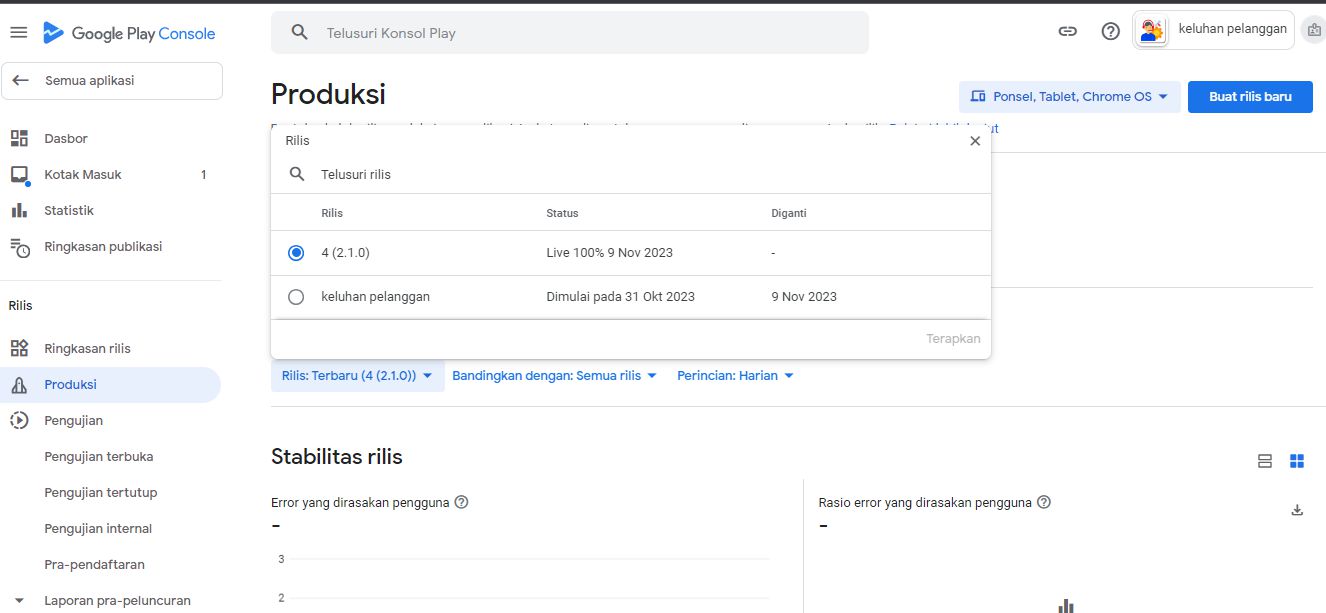 Google Play Console
Telusuri Konsol Play
keluhan pelanggan
Semua aplikasi
Produksi
Ponsel, Tablet, Chrome OS
Buat rilis baru
Dasbor
Kotak Masuk 1
Statistik
Ringkasan publikasi
Rilis
Ringkasan rilis
Produksi
Pengujian
Pengujian terbuka
Pengujian tertutup
Pengujian internal
Pra-pendaftaran
Laporan pra-peluncuran
Rilis
Telusuri rilis
Rilis Status Diganti
4 (2.1.0) Live 100% 9 Nov 2023 -
keluhan pelanggan Dimulai pada 31 Okt 2023 9 Nov 2023
Terapkan
Rilis: Terbaru (4 (2.1.0)) Bandingkan dengan: Semua rilis Perincian: Harian
Stabilitas rilis
Error yang dirasakan pengguna
-
3
2
Rasio error yang dirasakan pengguna
-